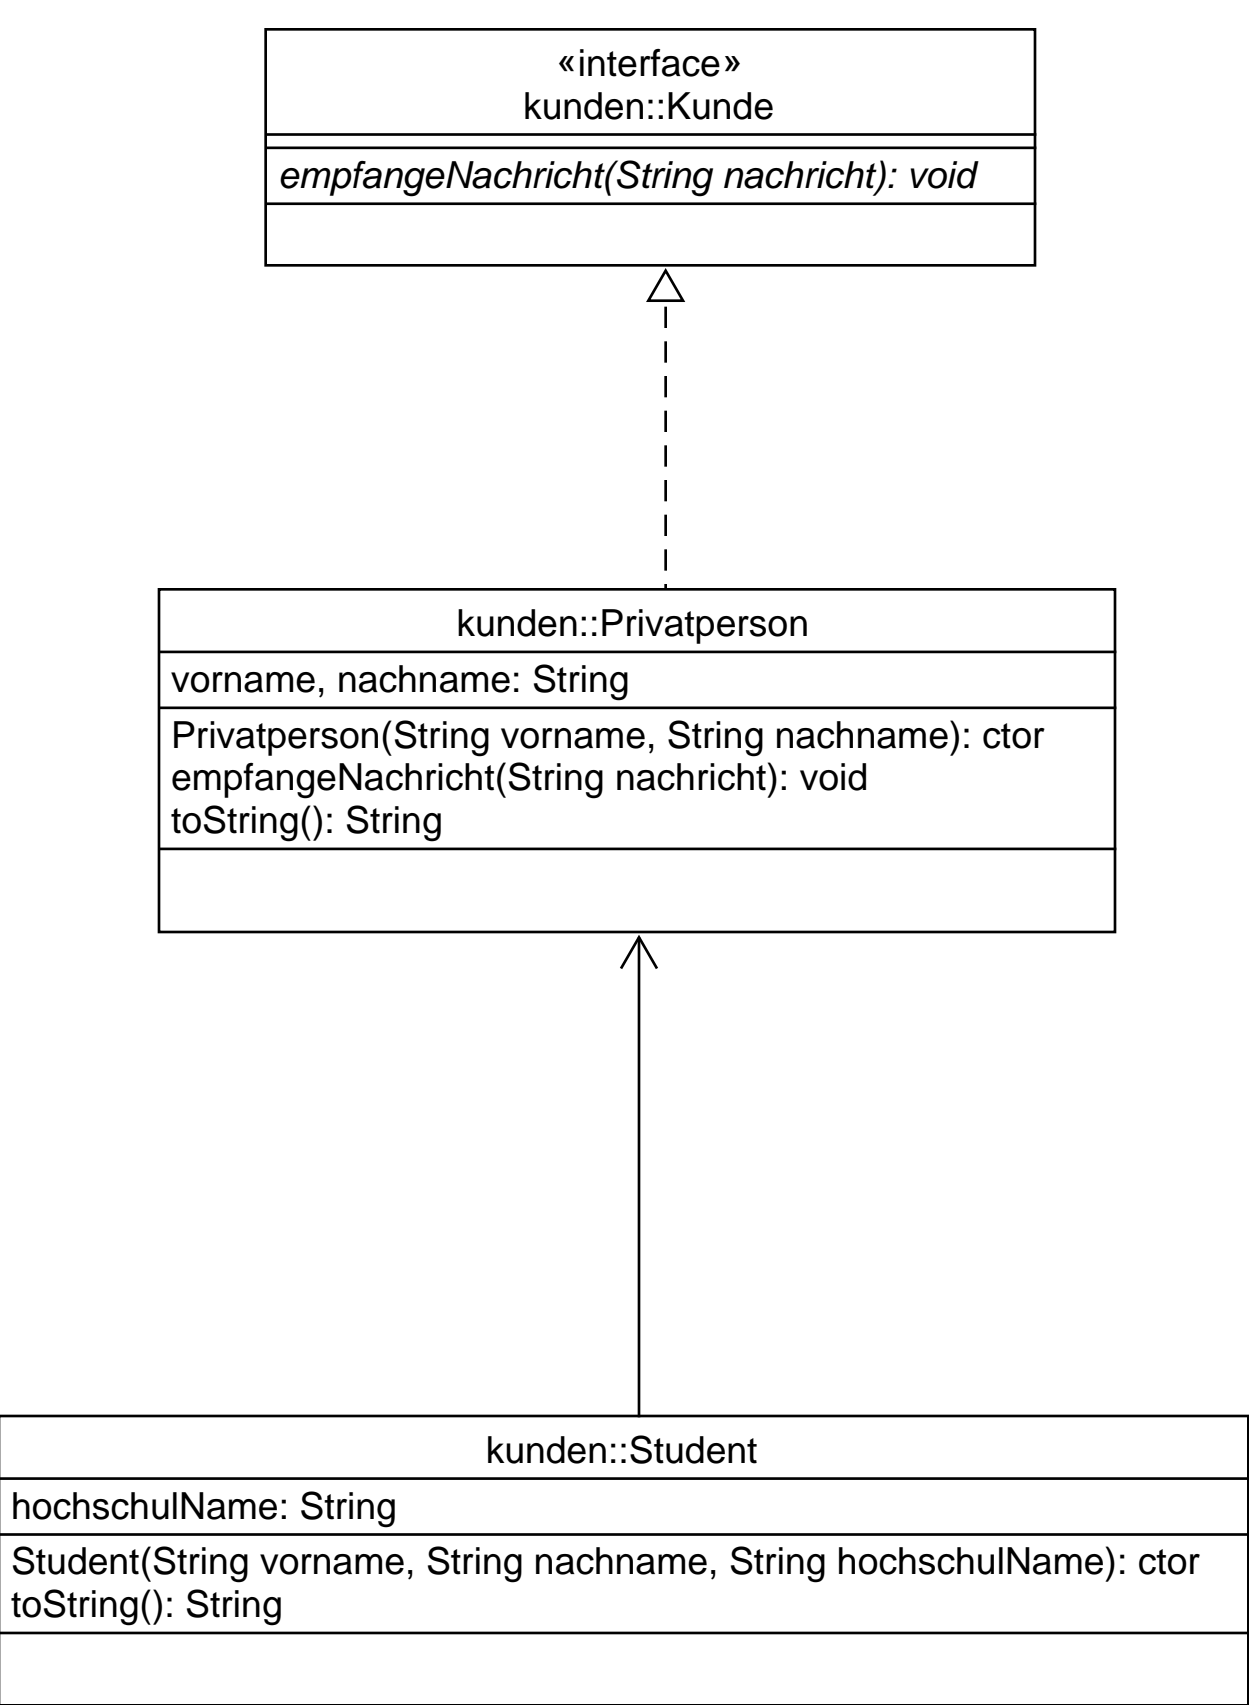 «interface»
kunden::Kunde
empfangeNachricht(String nachricht): void
kunden::Privatperson
vorname, nachname: String
Privatperson(String vorname, String nachname): ctor
empfangeNachricht(String nachricht): void
toString(): String
kunden::Student
hochschulName: String
Student(String vorname, String nachname, String hochschulName): ctor
toString(): String